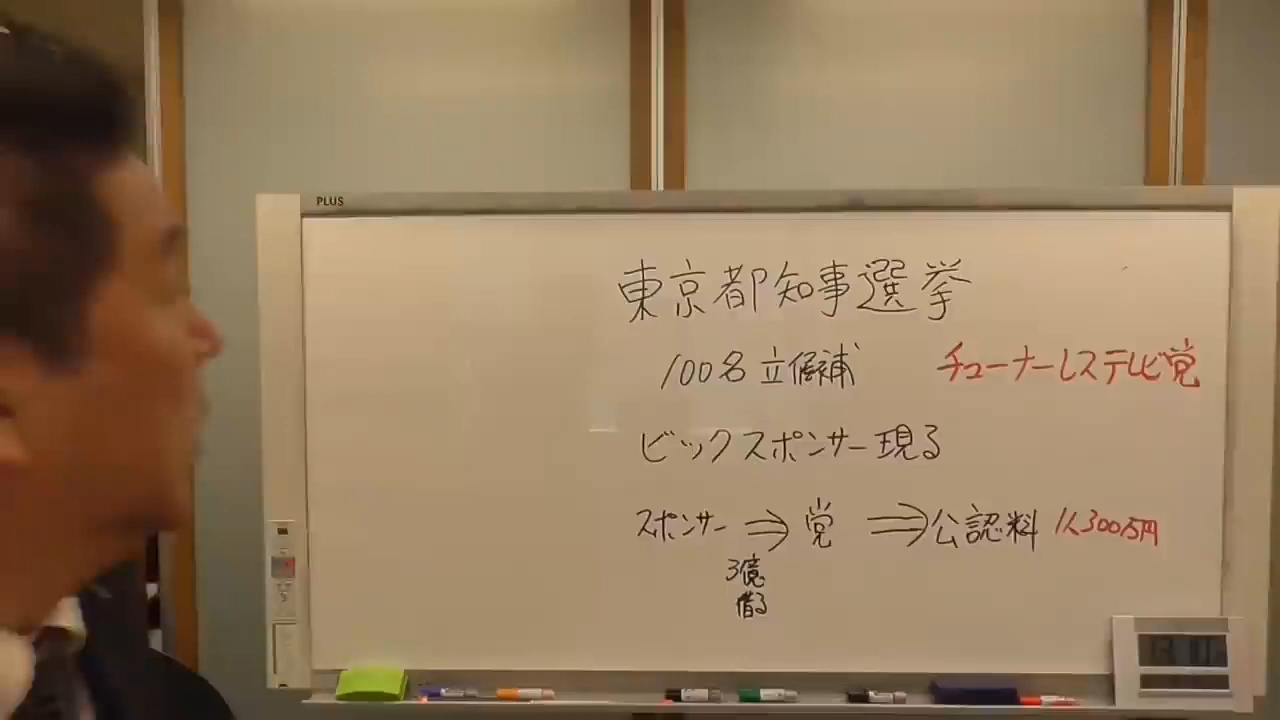 PLUS
東京都知事選挙
100名立候補 チューナーレステレビ党
ビックスポンサー現る
スポンサー ⇒ 党 ⇒ 公認料 1人300万円
3億
借る